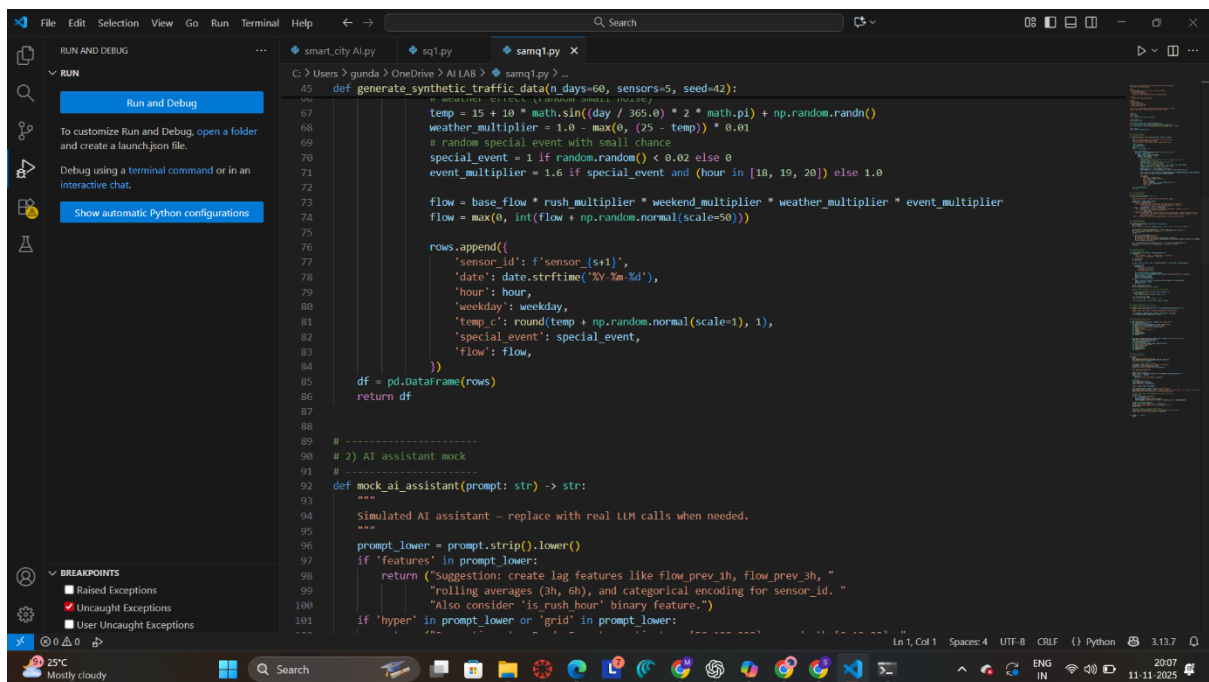 File Edit Selection View Go Run Terminal Help
Search
RUN AND DEBUG
RUN
Run and Debug
To customize Run and Debug, open a folder
and create a launch.json file.
Debug using a terminal command or in an
interactive chat.
Show automatic Python configurations
BREAKPOINTS
Raised Exceptions
Uncaught Exceptions
User Uncaught Exceptions
smart_city AI.py sq1.py samq1.py
C: > Users > gunda > OneDrive > AI LAB > samq1.py > ...
45 def generate_synthetic_traffic_data(n_days=60, sensors=5, seed=42):
66 # weather effect (random small noise)
67 temp = 15 + 10 * math.sin((day / 365.0) * 2 * math.pi) + np.random.randn()
68 weather_multiplier = 1.0 - max(0, (25 - temp)) * 0.01
69 # random special event with small chance
70 special_event = 1 if random.random() < 0.02 else 0
71 event_multiplier = 1.6 if special_event and (hour in [18, 19, 20]) else 1.0
72
73 flow = base_flow * rush_multiplier * weekend_multiplier * weather_multiplier * event_multiplier
74 flow = max(0, int(flow + np.random.normal(scale=50)))
75
76 rows.append({
77 'sensor_id': f'sensor_{s+1}',
78 'date': date.strftime('%Y-%m-%d'),
79 'hour': hour,
80 'weekday': weekday,
81 'temp_c': round(temp + np.random.normal(scale=1), 1),
82 'special_event': special_event,
83 'flow': flow,
84 })
85 df = pd.DataFrame(rows)
86 return df
87
88
89 # ----------------------
90 # 2) AI assistant mock
91 # ----------------------
92 def mock_ai_assistant(prompt: str) -> str:
93 """
94 Simulated AI assistant — replace with real LLM calls when needed.
95 """
96 prompt_lower = prompt.strip().lower()
97 if 'features' in prompt_lower:
98 return ("Suggestion: create lag features like flow_prev_1h, flow_prev_3h, "
99 "rolling averages (3h, 6h), and categorical encoding for sensor_id. "
100 "Also consider 'is_rush_hour' binary feature.")
101 if 'hyper' in prompt_lower or 'grid' in prompt_lower:
0 0 Ln 1, Col 1 Spaces: 4 UTF-8 CRLF {} Python 3.13.7
25°C
Mostly cloudy
Search
ENG
IN
20:07
11-11-2025